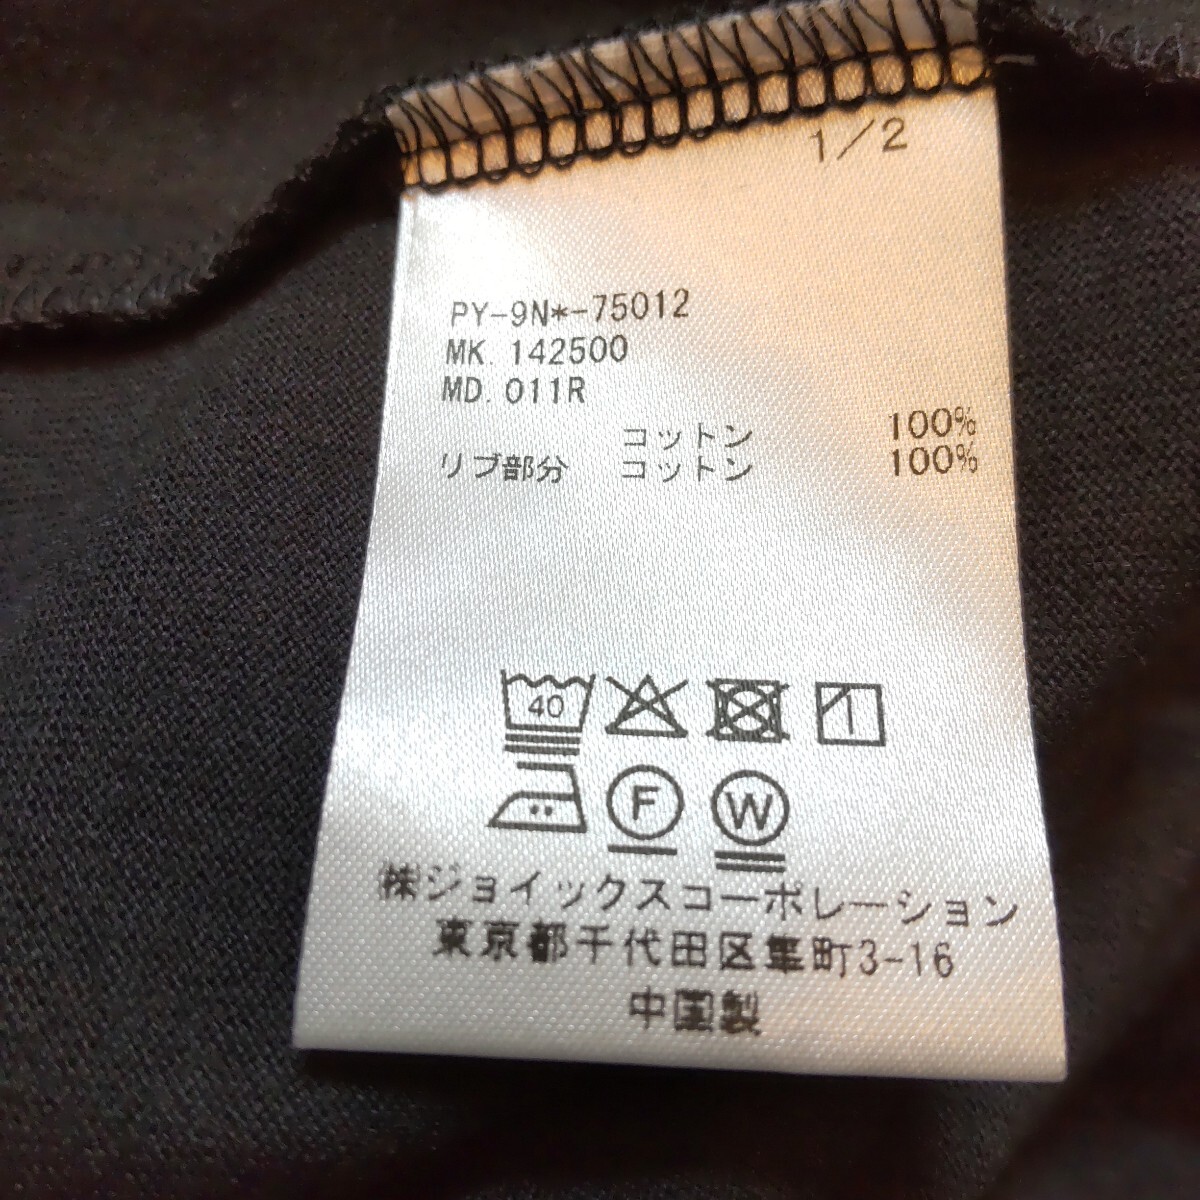 1/2
PY-9N*-75012
MK. 142500
MD. 011R
コットン 100%
リブ部分 コットン 100%
40
F W
㈱ジョイックスコーポレーション
東京都千代田区隼町3-16
中国製